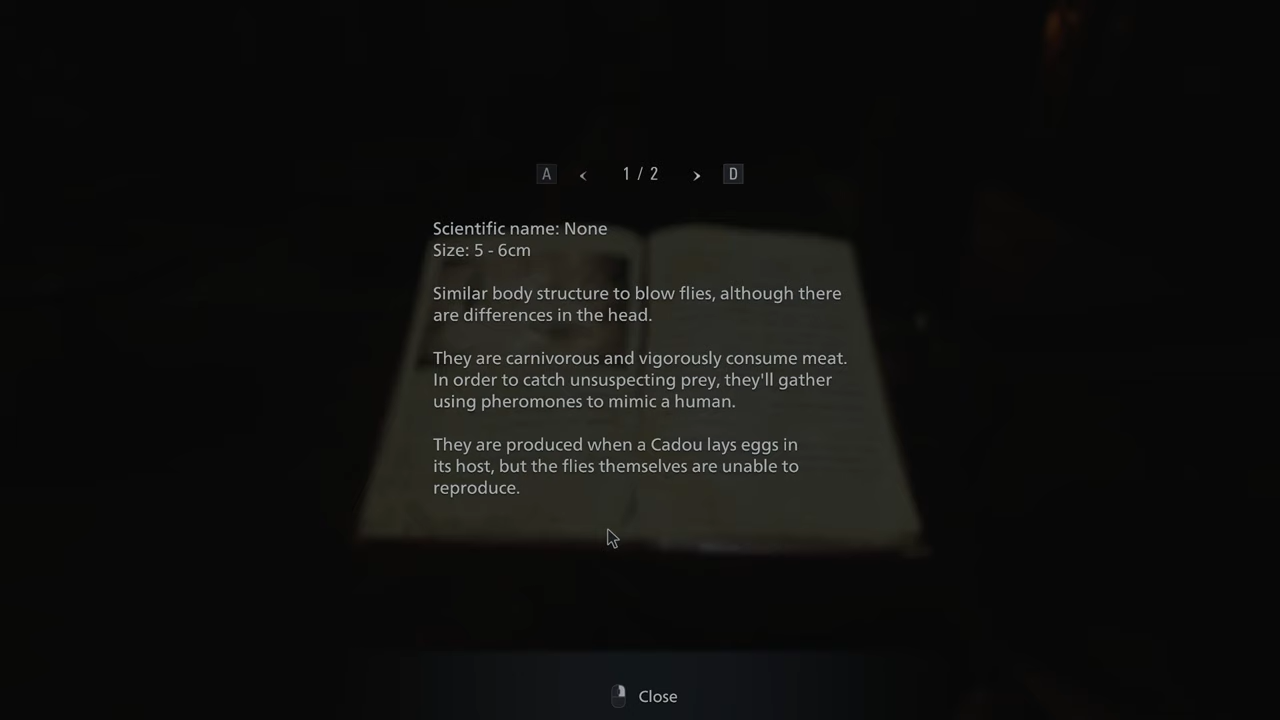 A < 1 / 2 > D
Scientific name: None
Size: 5 - 6cm
Similar body structure to blow flies, although there
are differences in the head.
They are carnivorous and vigorously consume meat.
In order to catch unsuspecting prey, they'll gather
using pheromones to mimic a human.
They are produced when a Cadou lays eggs in
its host, but the flies themselves are unable to
reproduce.
Close